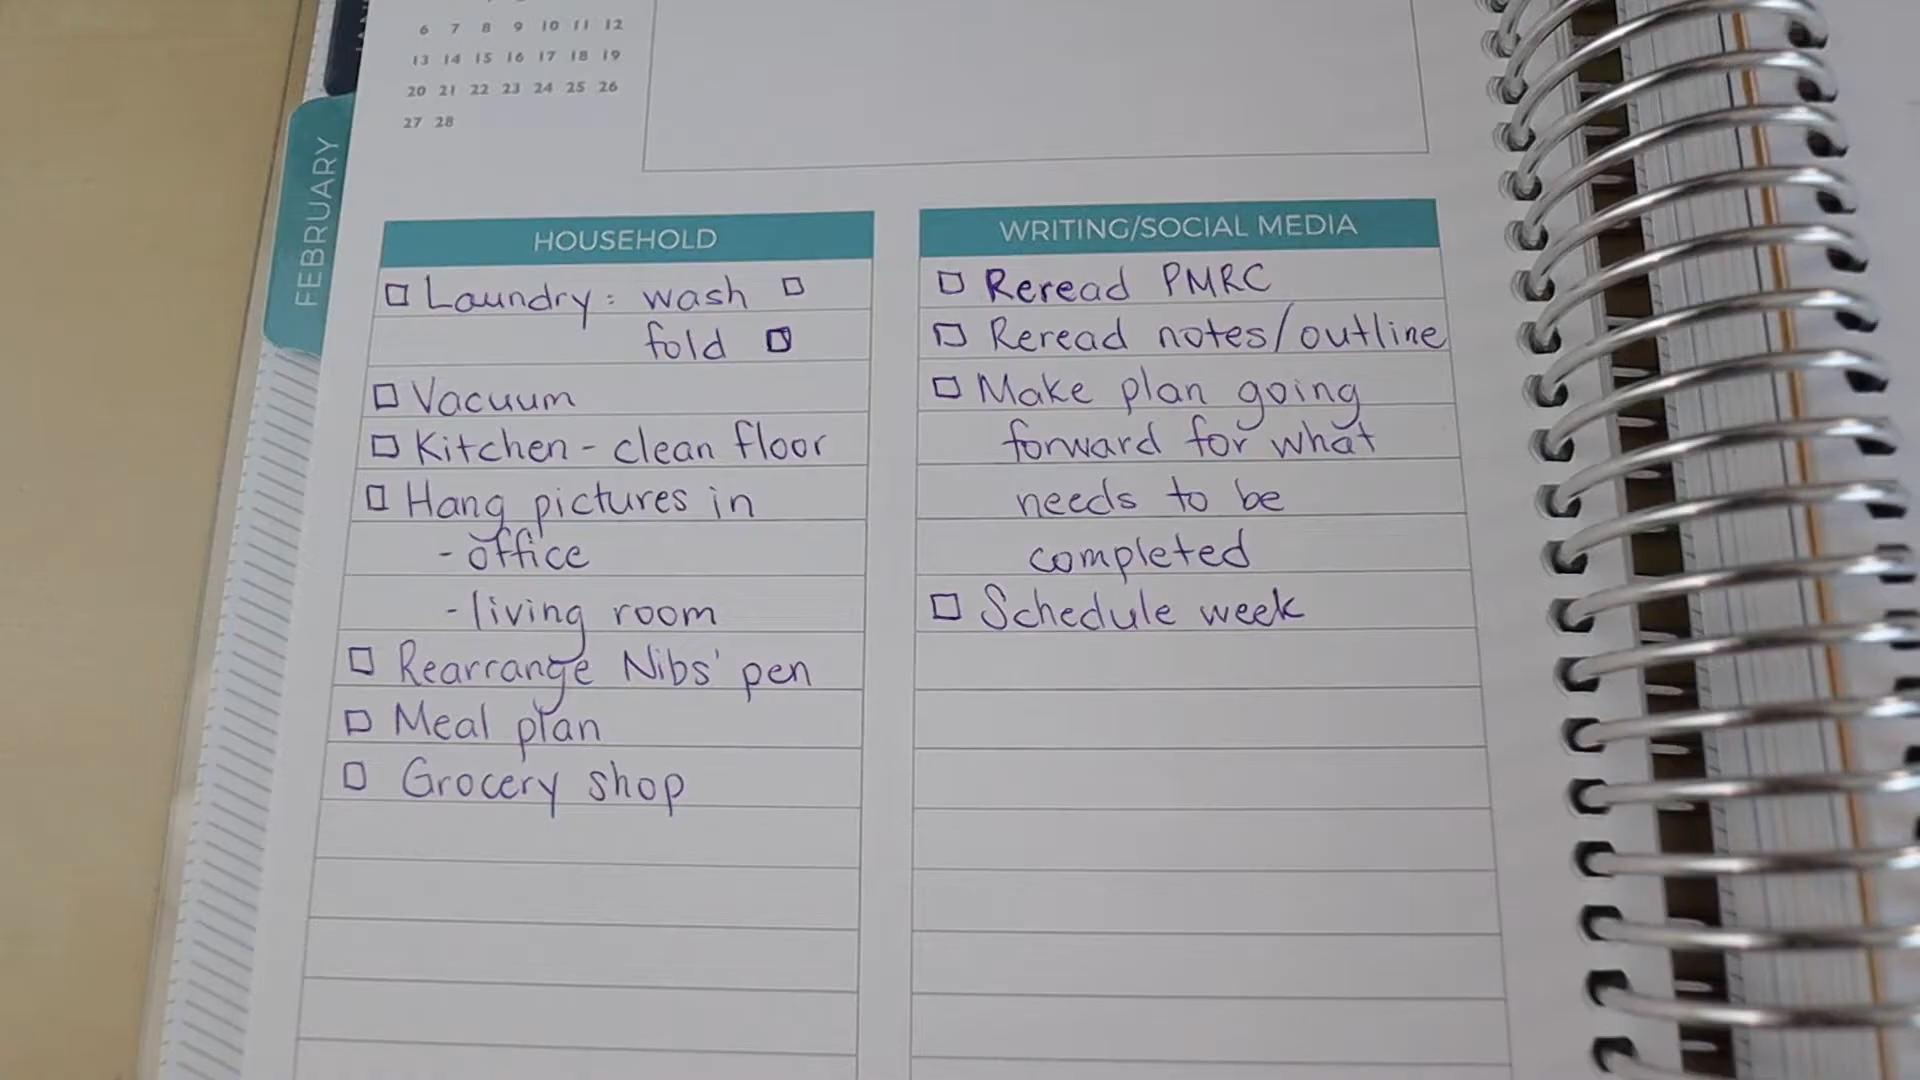 6 7 8 9 10 11 12
13 14 15 16 17 18 19
20 21 22 23 24 25 26
27 28
FEBRUARY
HOUSEHOLD
Laundry: wash
fold
Vacuum
Kitchen - clean floor
Hang pictures in
- office
- living room
Rearrange Nibs' pen
Meal plan
Grocery shop
WRITING/SOCIAL MEDIA
Reread PMRC
Reread notes/outline
Make plan going
forward for what
needs to be
completed
Schedule week